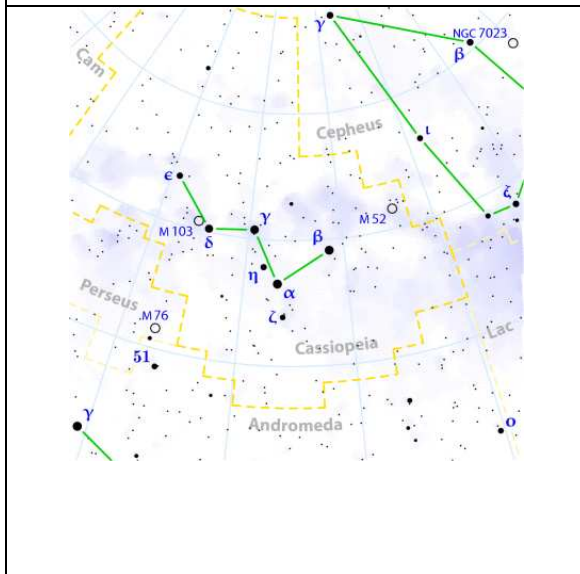 γ
NGC 7023
β
Cam
Cepheus
ι
ϵ
ζ
M 103
δ
γ
M 52
β
η
α
Perseus
ζ
.M 76
Cassiopeia
Lac
51
γ
Andromeda
ο